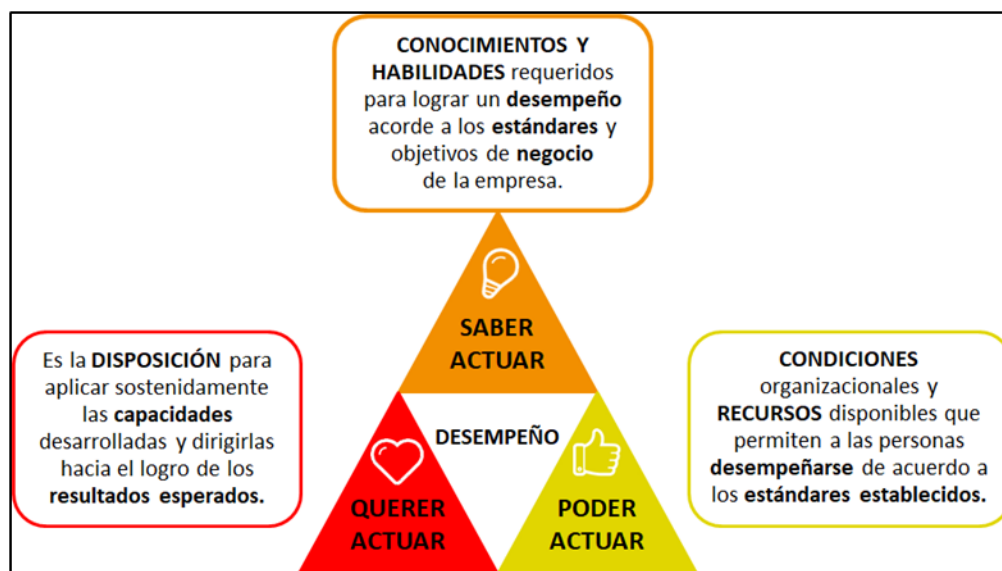 CONOCIMIENTOS Y
HABILIDADES requeridos
para lograr un desempeño
acorde a los estándares y
objetivos de negocio
de la empresa.
SABER
ACTUAR
Es la DISPOSICIÓN para
aplicar sostenidamente
las capacidades
desarrolladas y dirigirlas
hacia el logro de los
resultados esperados.
DESEMPEÑO
CONDICIONES
organizacionales y
RECURSOS disponibles que
permiten a las personas
desempeñarse de acuerdo a
los estándares establecidos.
QUERER
ACTUAR
PODER
ACTUAR